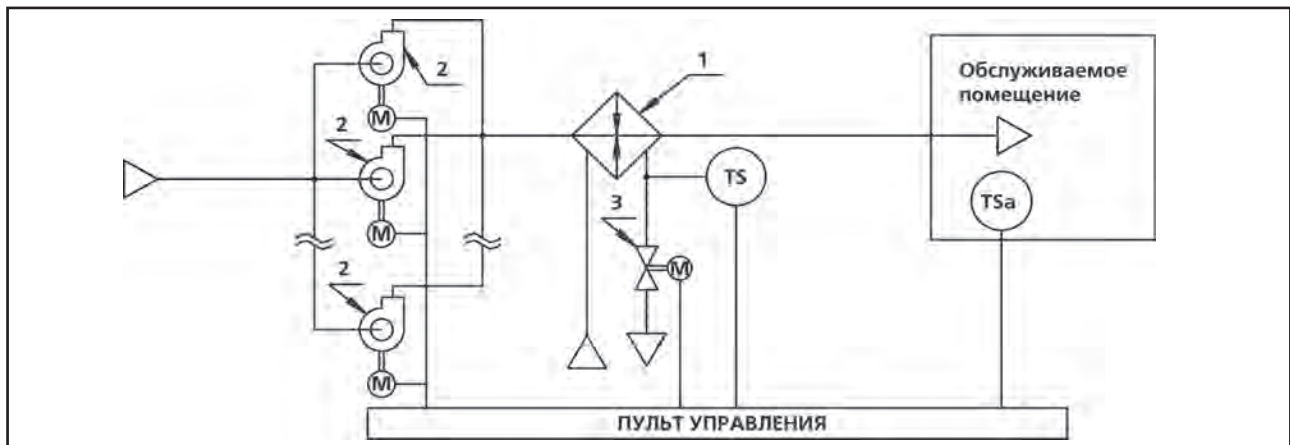 2
1
Обслуживаемое
помещение
М
2
TS
3
TSa
М
2
М
М
ПУЛЬТ УПРАВЛЕНИЯ